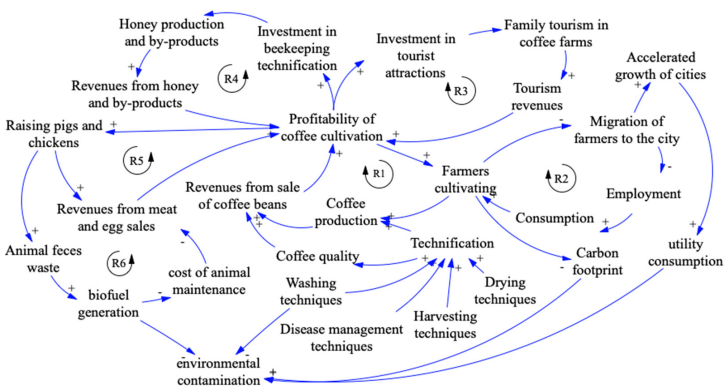 Honey production
and by-products
Investment in
beekeeping
technification
Investment in
tourist
attractions
Family tourism in
coffee farms
Accelerated
growth of cities
Revenues from honey
and by-products
R4
R3
Tourism
revenues
Raising pigs and
chickens
Profitability of
coffee cultivation
Migration of
farmers to the city
R5
R1
Farmers
cultivating
R2
Revenues from meat
and egg sales
Revenues from sale
of coffee beans
Coffee
production
Consumption
Employment
Animal feces
waste
R6
cost of animal
maintenance
Coffee quality
Technification
Carbon
footprint
utility
consumption
biofuel
generation
Washing
techniques
Drying
techniques
Disease management
techniques
Harvesting
techniques
environmental
contamination